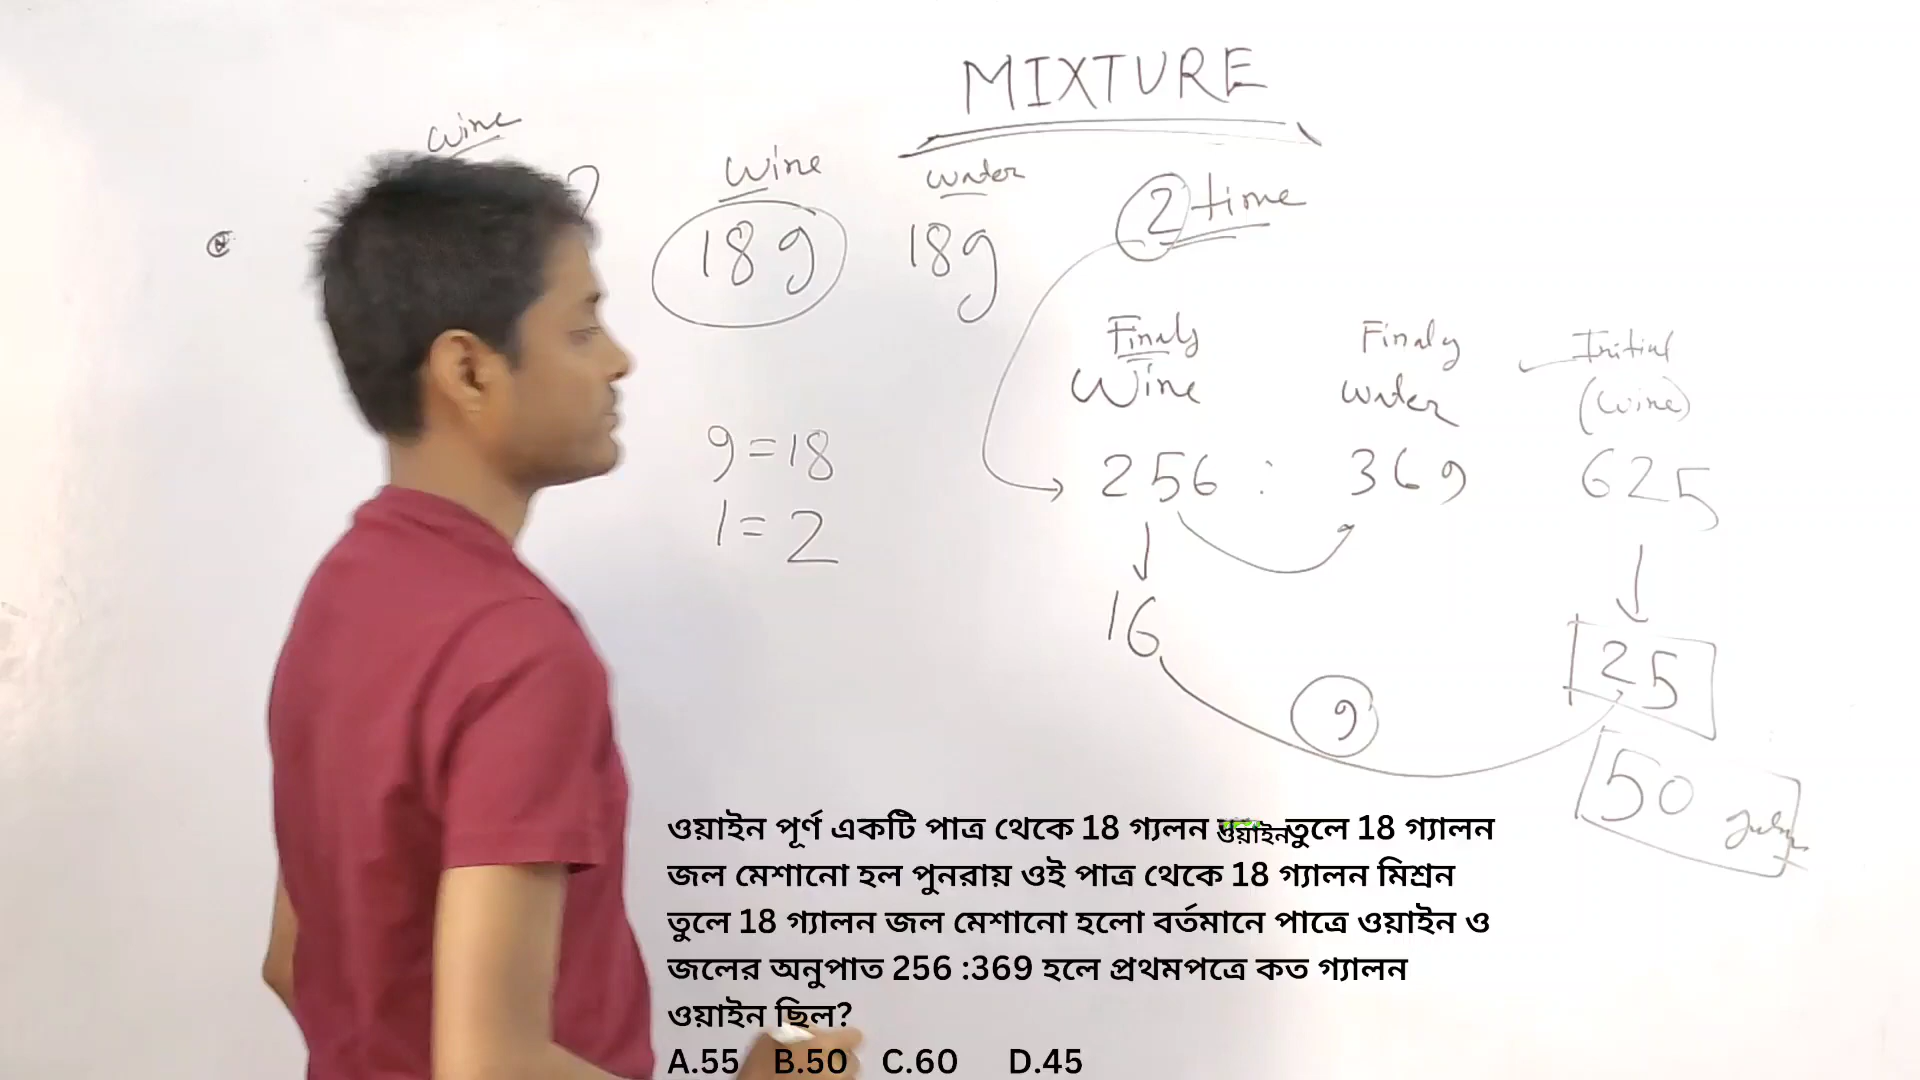 MIXTURE
wine
wine
water
2 time
?
18g
18g
Finaly
Wine
Finaly
water
Initial
(wine)
9=18
1=2
256 : 369
625
16
9
25
50
ওয়াইন পূর্ণ একটি পাত্র থেকে 18 গ্যলন ওয়াইন তুলে 18 গ্যালন
জল মেশানো হল পুনরায় ওই পাত্র থেকে 18 গ্যালন মিশ্রন
তুলে 18 গ্যালন জল মেশানো হলো বর্তমানে পাত্রে ওয়াইন ও
জলের অনুপাত 256 :369 হলে প্রথমপত্রে কত গ্যালন
ওয়াইন ছিল?
A.55 B.50 C.60 D.45